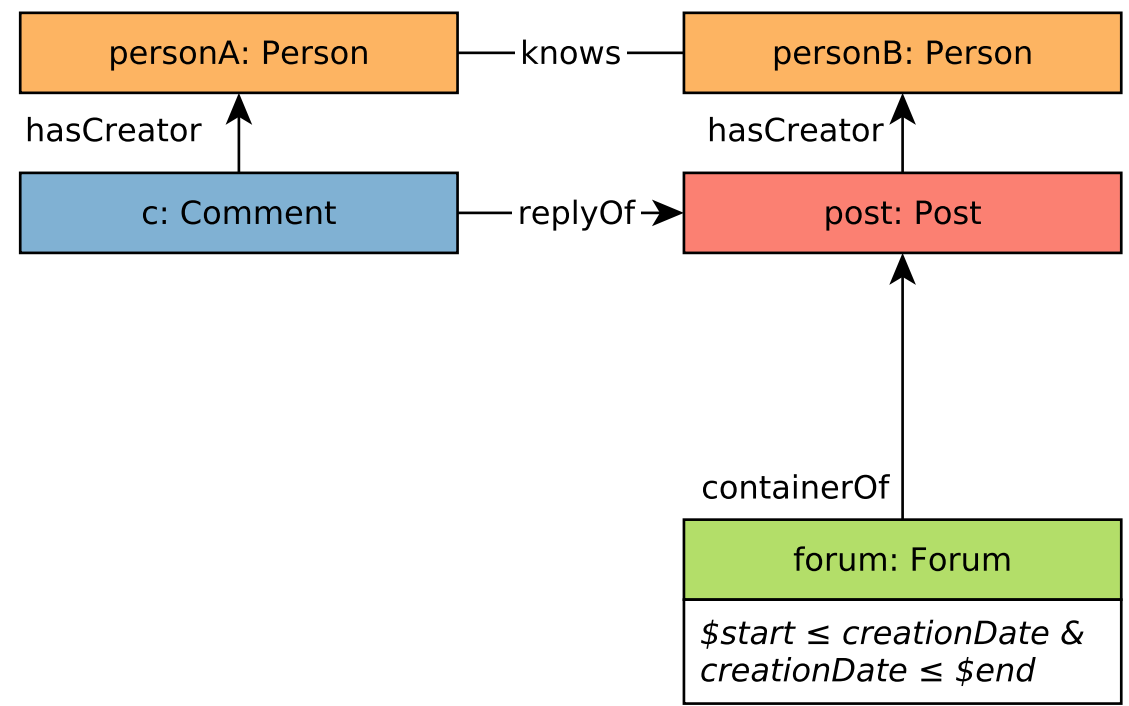 personA: Person
knows
personB: Person
hasCreator
hasCreator
c: Comment
replyOf
post: Post
containerOf
forum: Forum
$start ≤ creationDate &
creationDate ≤ $end